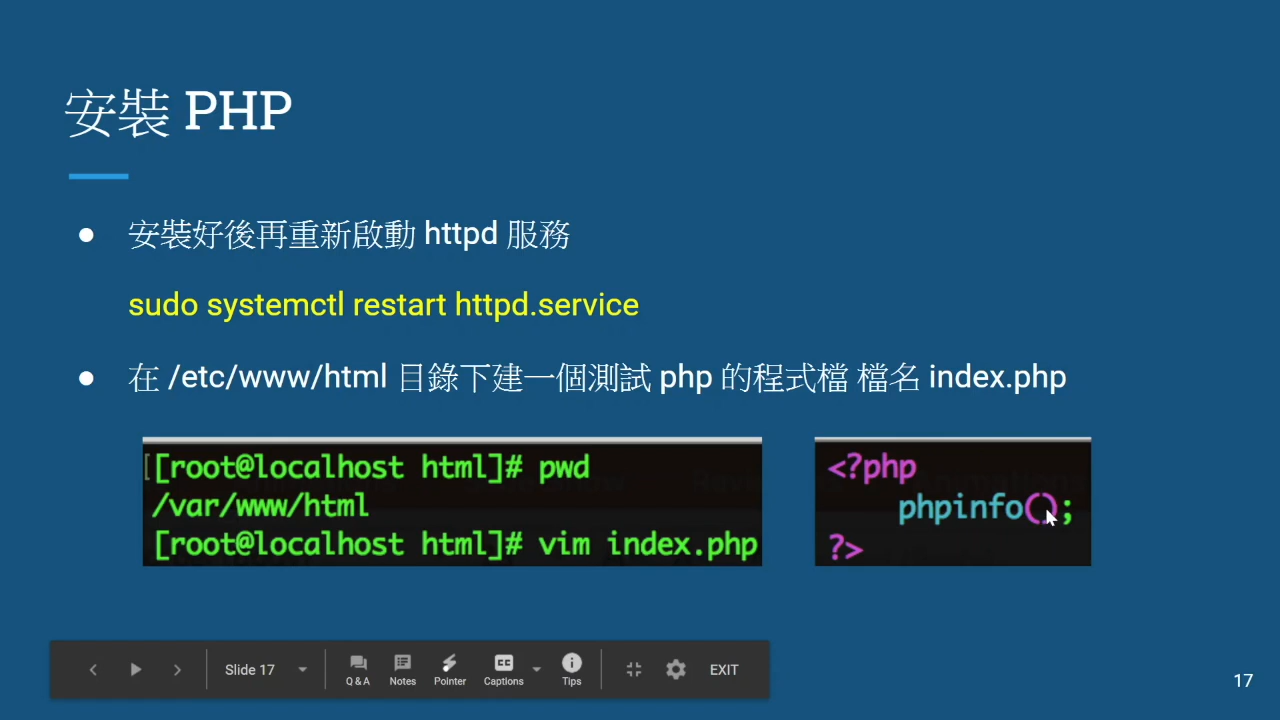 安裝 PHP
● 安裝好後再重新啟動 httpd 服務
sudo systemctl restart httpd.service
● 在 /etc/www/html 目錄下建一個測試 php 的程式檔 檔名 index.php
[[root@localhost html]# pwd
/var/www/html
[root@localhost html]# vim index.php
<?php
phpinfo();
?>
Slide 17
Q & A
Notes
Pointer
CC
Captions
Tips
EXIT
17